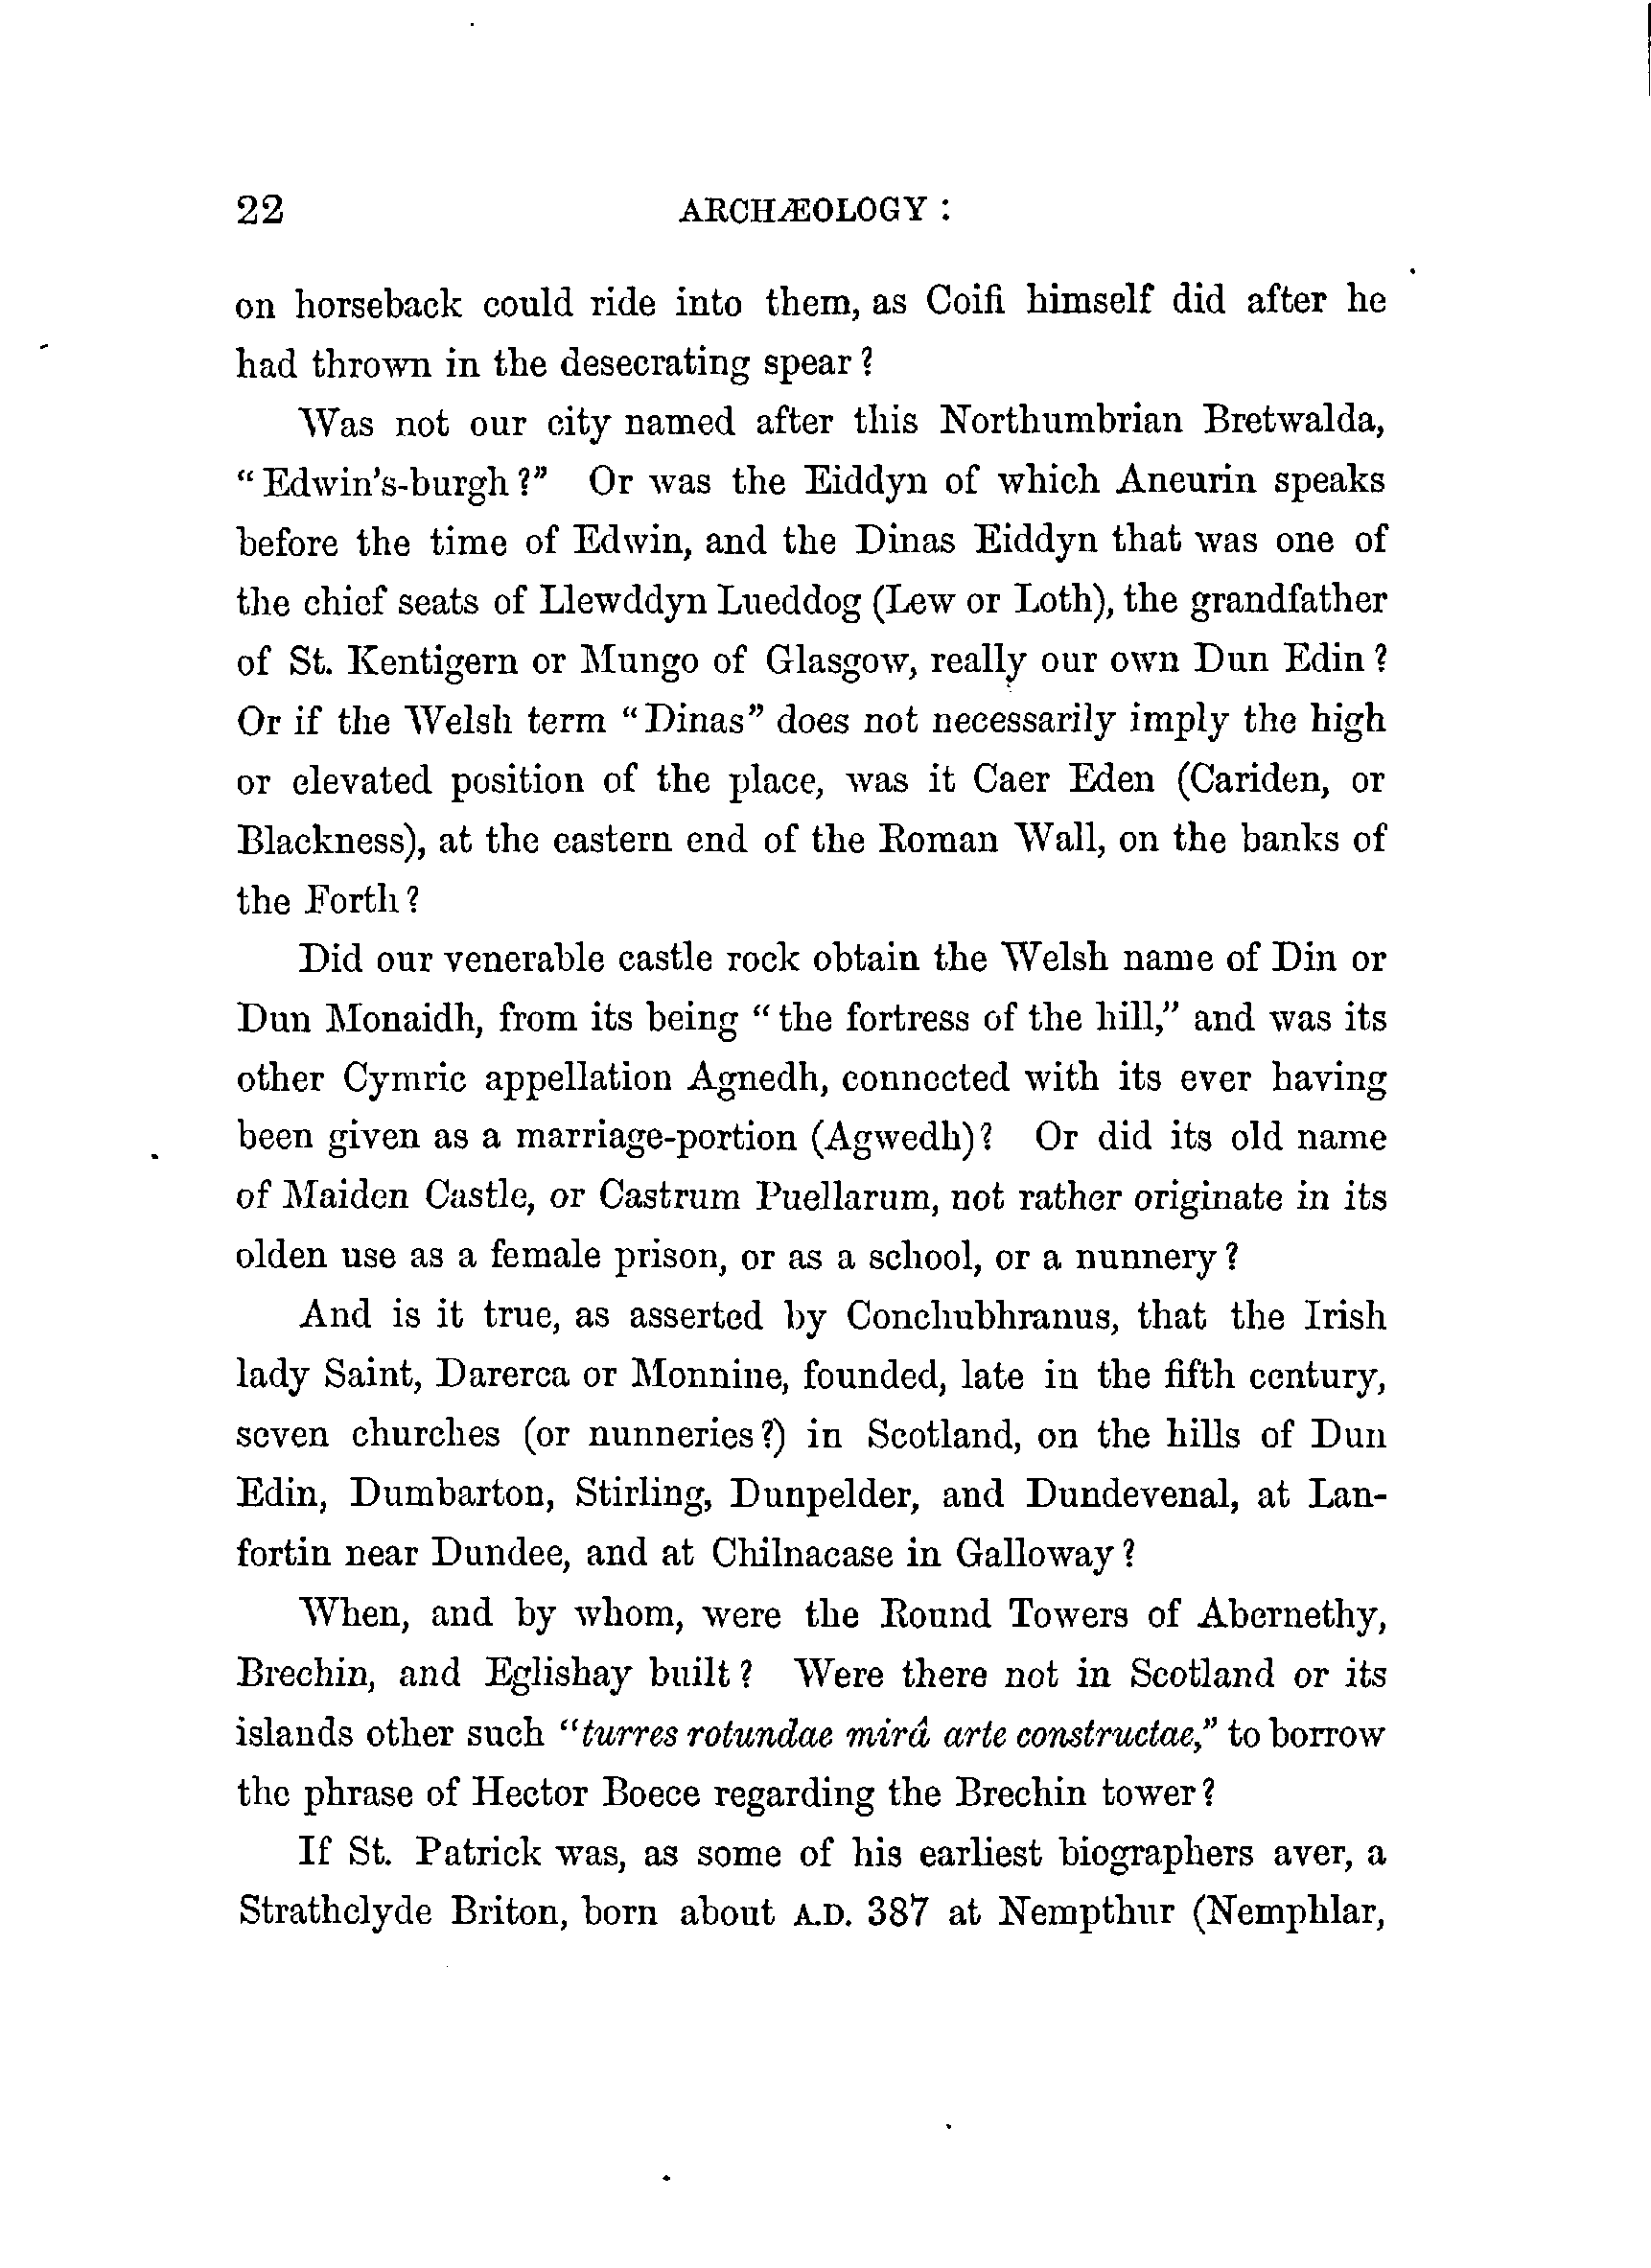 22 ARCHÆOLOGY :
on horseback could ride into them, as Coifi himself did after he
had thrown in the desecrating spear?
Was not our city named after this Northumbrian Bretwalda,
"Edwin's-burgh?" Or was the Eiddyn of which Aneurin speaks
before the time of Edwin, and the Dinas Eiddyn that was one of
the chief seats of Llewddyn Lueddog (Lew or Loth), the grandfather
of St. Kentigern or Mungo of Glasgow, really our own Dun Edin?
Or if the Welsh term "Dinas" does not necessarily imply the high
or elevated position of the place, was it Caer Eden (Cariden, or
Blackness), at the eastern end of the Roman Wall, on the banks of
the Forth?
Did our venerable castle rock obtain the Welsh name of Din or
Dun Monaidh, from its being "the fortress of the hill," and was its
other Cymric appellation Agnedh, connected with its ever having
been given as a marriage-portion (Agwedh)? Or did its old name
of Maiden Castle, or Castrum Puellarum, not rather originate in its
olden use as a female prison, or as a school, or a nunnery?
And is it true, as asserted by Conchubhranus, that the Irish
lady Saint, Darerca or Monnine, founded, late in the fifth century,
seven churches (or nunneries?) in Scotland, on the hills of Dun
Edin, Dumbarton, Stirling, Dunpelder, and Dundevenal, at Lan-
fortin near Dundee, and at Chilnacase in Galloway?
When, and by whom, were the Round Towers of Abernethy,
Brechin, and Eglishay built? Were there not in Scotland or its
islands other such "turres rotundae mirâ arte constructae," to borrow
the phrase of Hector Boece regarding the Brechin tower?
If St. Patrick was, as some of his earliest biographers aver, a
Strathclyde Briton, born about A.D. 387 at Nempthur (Nemphlar,